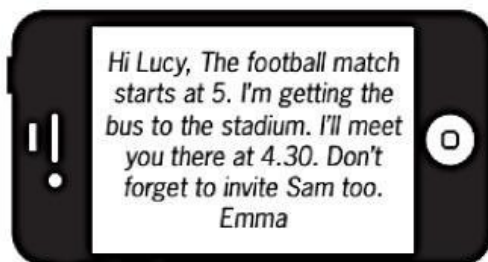 Hi Lucy, The football match
starts at 5. I'm getting the
bus to the stadium. I'll meet
you there at 4.30. Don't
forget to invite Sam too.
Emma